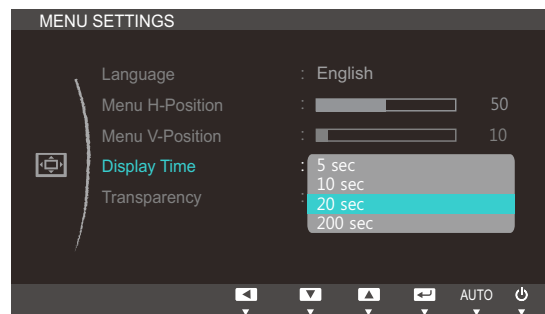 MENU SETTINGS
Language : English
Menu H-Position : 50
Menu V-Position : 10
Display Time : 5 sec
10 sec
20 sec
Transparency : 200 sec
AUTO